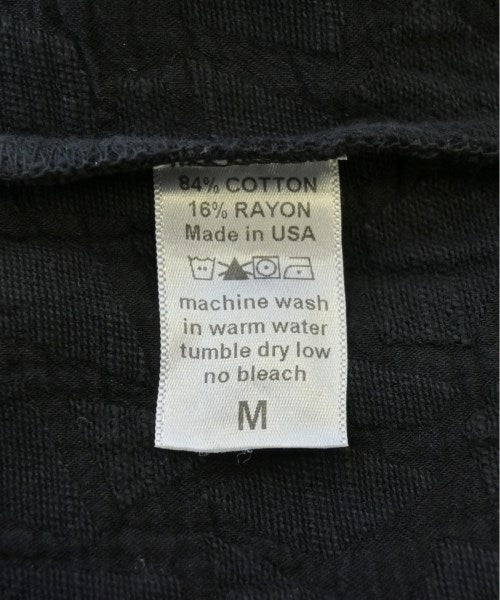 84% COTTON
16% RAYON
Made in USA
machine wash
in warm water
tumble dry low
no bleach
M